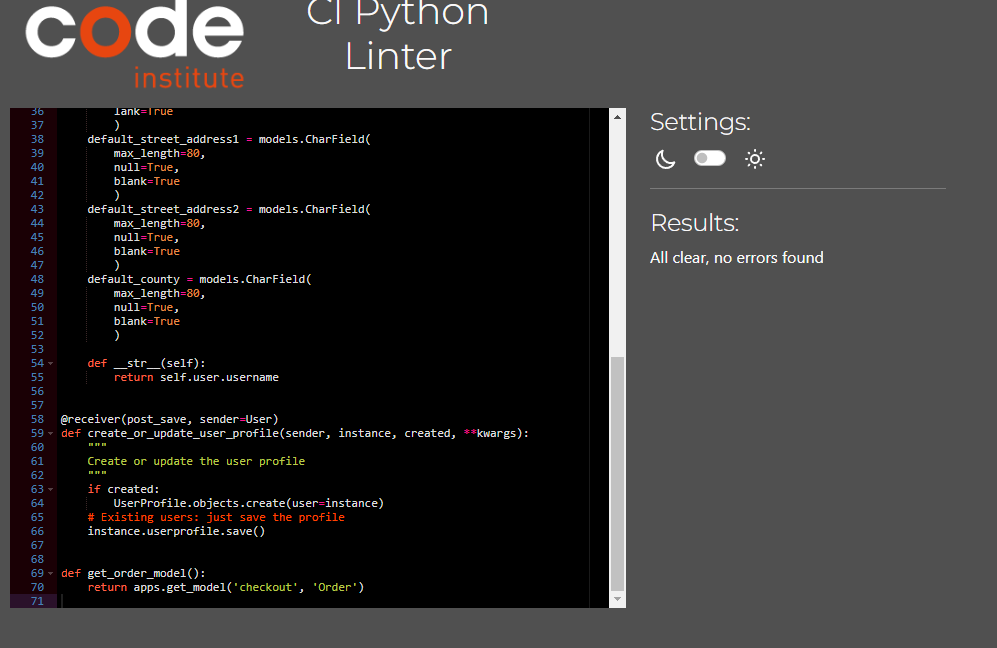 code
institute
CI Python
Linter
36 lank=True
37 )
38 default_street_address1 = models.CharField(
39 max_length=80,
40 null=True,
41 blank=True
42 )
43 default_street_address2 = models.CharField(
44 max_length=80,
45 null=True,
46 blank=True
47 )
48 default_county = models.CharField(
49 max_length=80,
50 null=True,
51 blank=True
52 )
53
54 def __str__(self):
55 return self.user.username
56
57
58 @receiver(post_save, sender=User)
59 def create_or_update_user_profile(sender, instance, created, **kwargs):
60 """
61 Create or update the user profile
62 """
63 if created:
64 UserProfile.objects.create(user=instance)
65 # Existing users: just save the profile
66 instance.userprofile.save()
67
68
69 def get_order_model():
70 return apps.get_model('checkout', 'Order')
71
Settings:
Results:
All clear, no errors found